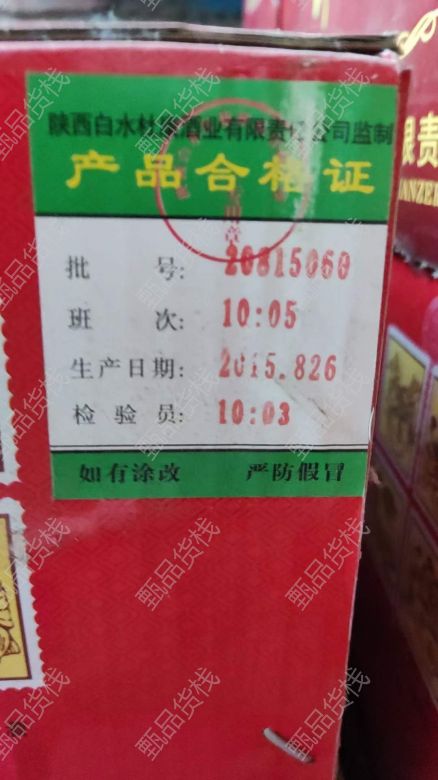 陕西白水杜康酒业有限责任公司监制
产品合格证
批 号: 20815060
班 次: 10:05
生产日期: 2015.826
检 验 员: 10:03
如有涂改 严防假冒
限责
甄品货栈